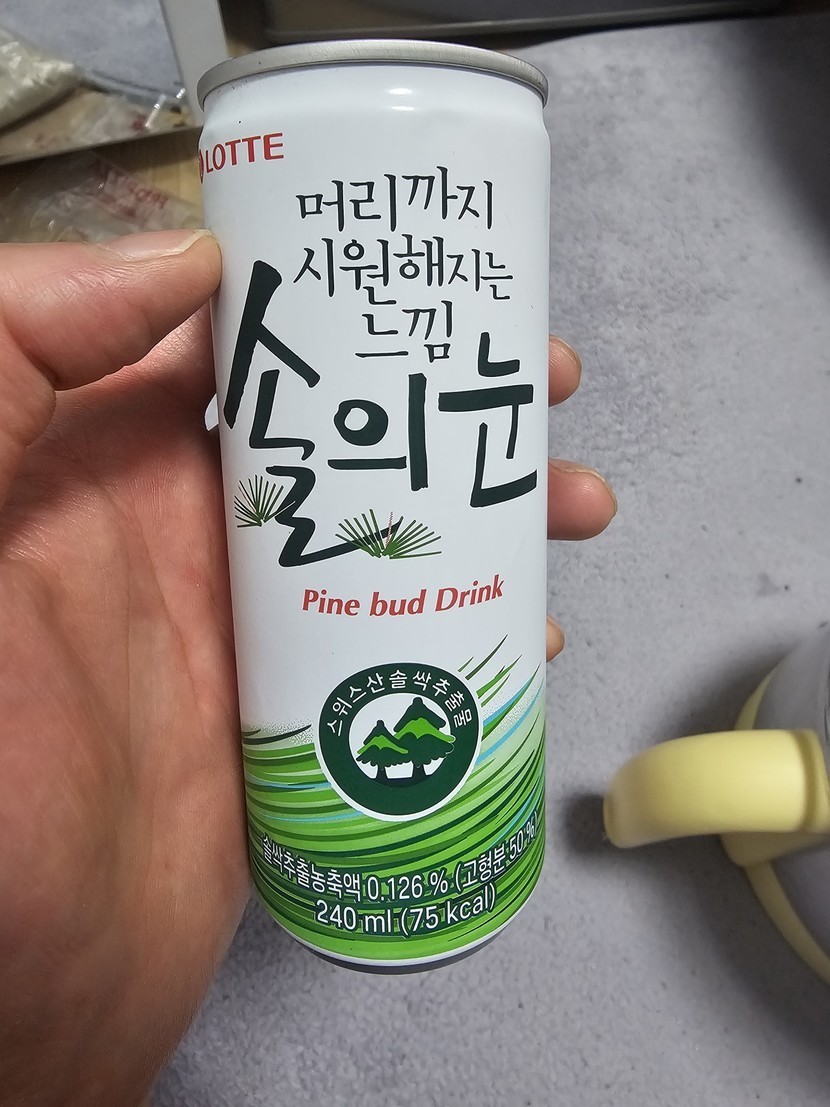 LOTTE
머리까지
시원해지는
느낌
솔의눈
Pine bud Drink
스위스산솔싹추출물
솔싹추출농축액 0.126 % (고형분 50 %)
240 ml (75 kcal)